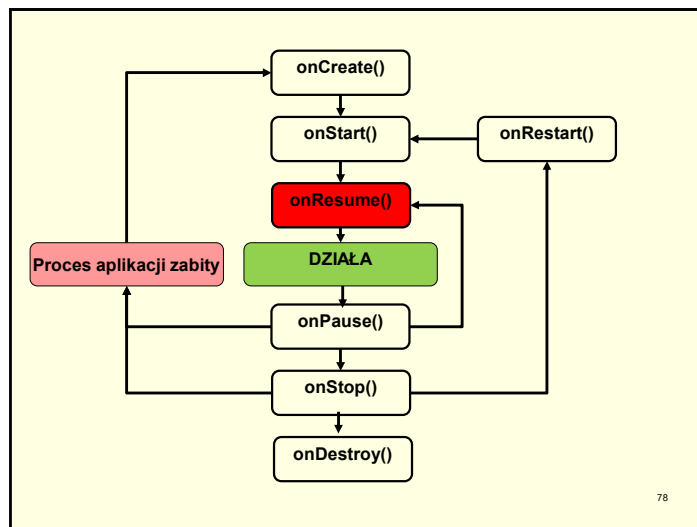 onCreate()
onStart()
onRestart()
onResume()
Proces aplikacji zabity
DZIAŁA
onPause()
onStop()
onDestroy()
78